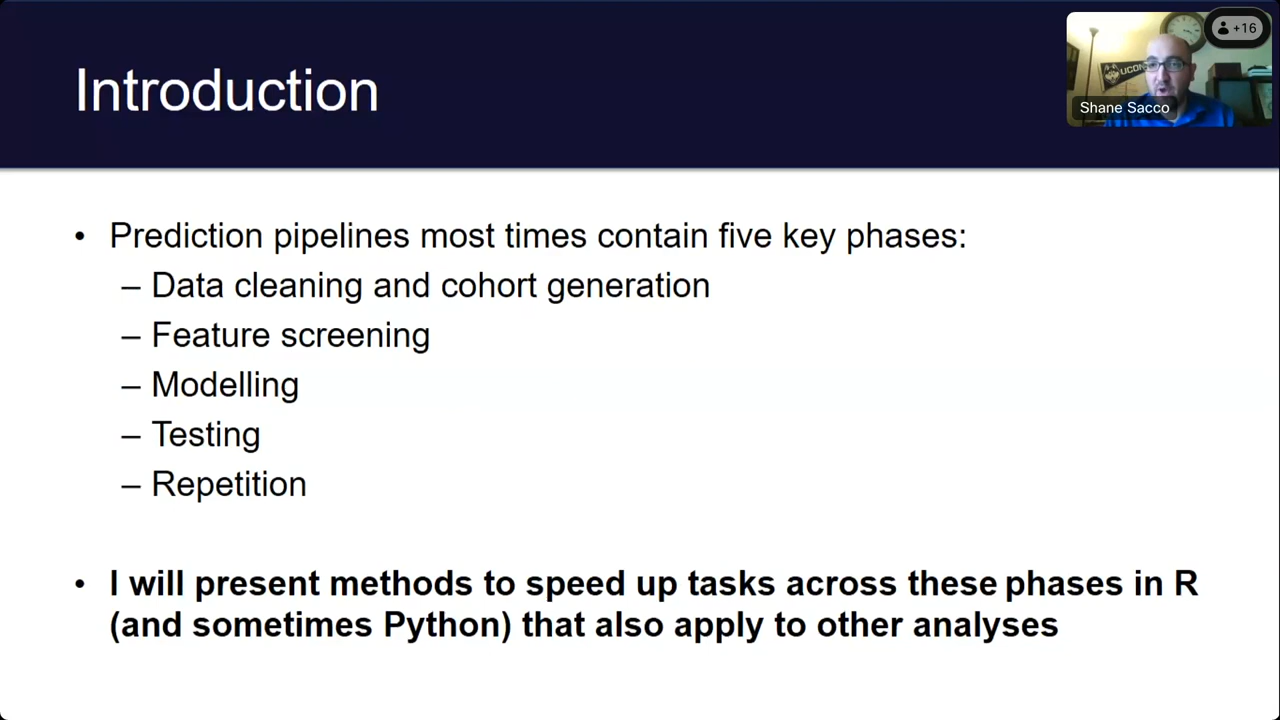 Introduction
+16
UCON
Shane Sacco
• Prediction pipelines most times contain five key phases:
– Data cleaning and cohort generation
– Feature screening
– Modelling
– Testing
– Repetition
• I will present methods to speed up tasks across these phases in R
(and sometimes Python) that also apply to other analyses